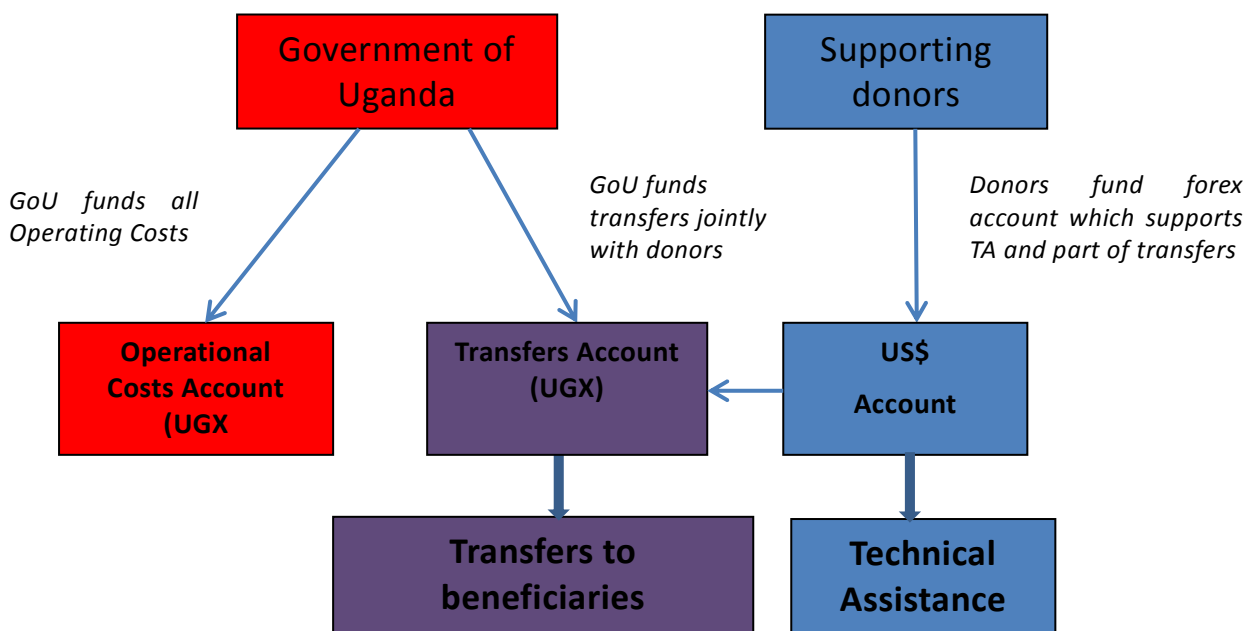 Government of
Uganda
Supporting
donors
GoU funds all
Operating Costs
GoU funds
transfers jointly
with donors
Donors fund forex
account which supports
TA and part of transfers
Operational
Costs Account
(UGX
Transfers Account
(UGX)
US$
Account
Transfers to
beneficiaries
Technical
Assistance